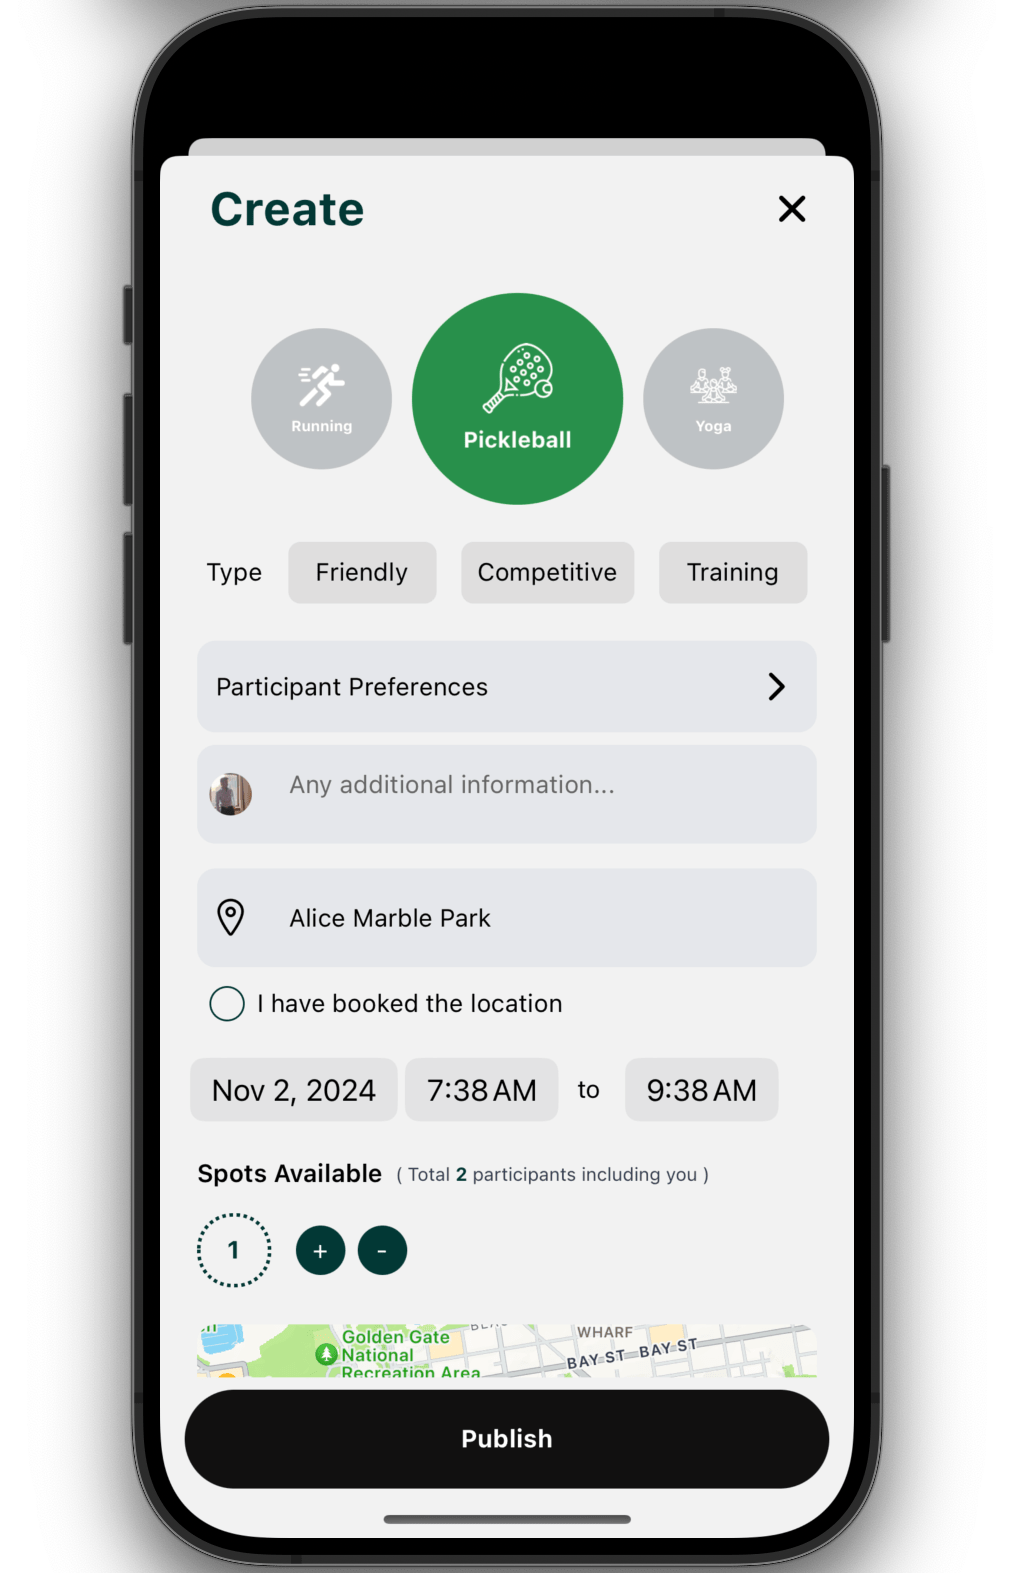 Create
Running
Pickleball
Yoga
Type Friendly Competitive Training
Participant Preferences
Any additional information...
Alice Marble Park
I have booked the location
Nov 2, 2024 7:38 AM to 9:38 AM
Spots Available ( Total 2 participants including you )
1 + -
Golden Gate
National
Recreation Area
WHARF
BAY ST BAY ST
Publish